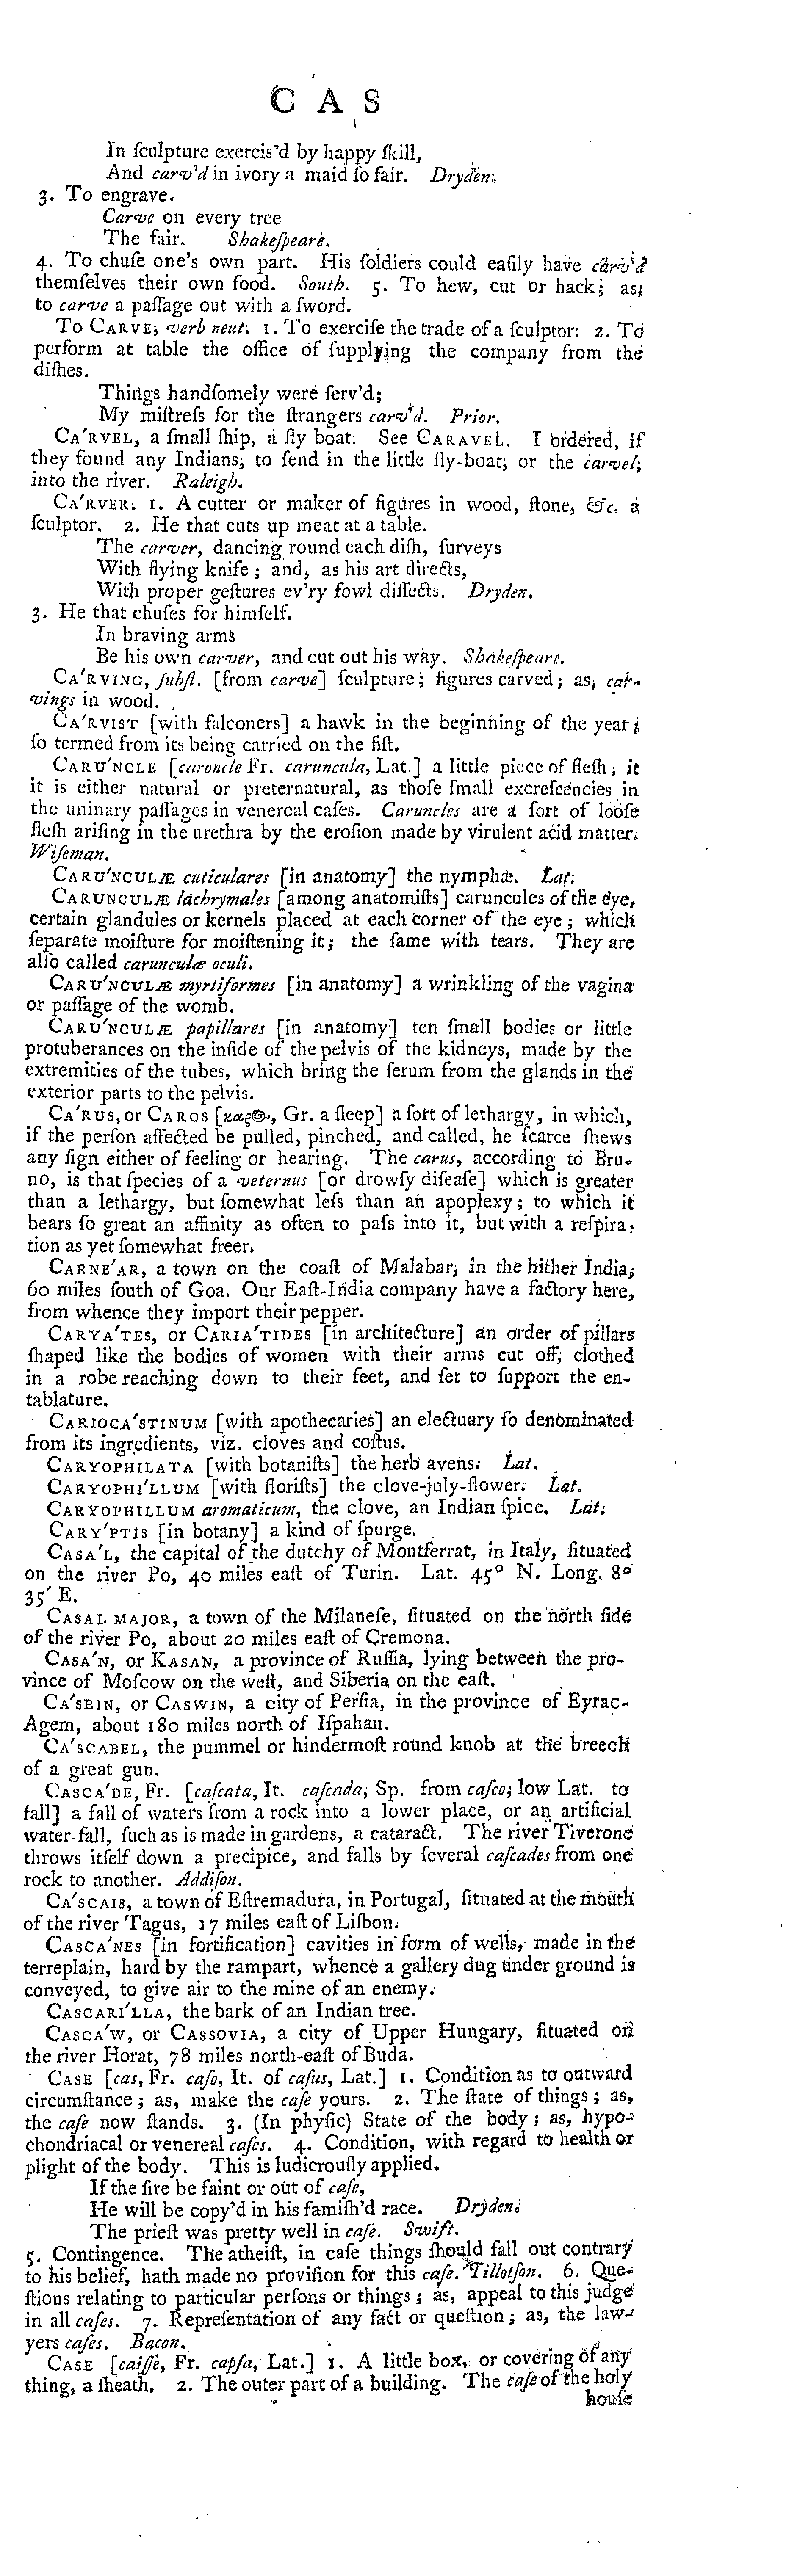 C A S
In ſculpture exercis'd by happy ſkill,
And carv'd in ivory a maid ſo fair. Dryden.
3. To engrave.
Carve on every tree
The fair. Shakeſpeare.
4. To chuſe one's own part. His ſoldiers could eaſily have carv'd
themſelves their own food. South. 5. To hew, cut or hack; as,
to carve a paſſage out with a ſword.
To CARVE, verb neut. 1. To exerciſe the trade of a ſculptor. 2. To
perform at table the office of ſupplying the company from the
diſhes.
Things handſomely were ſerv'd;
My miſtreſs for the ſtrangers carv'd. Prior.
CA′RVEL, a ſmall ſhip, a fly boat. See CARAVEL. I ordered, if
they found any Indians, to ſend in the little fly-boat, or the carvel,
into the river. Raleigh.
CA′RVER. 1. A cutter or maker of figures in wood, ſtone, &c. a
ſculptor. 2. He that cuts up meat at a table.
The carver, dancing round each diſh, ſurveys
With flying knife; and, as his art directs,
With proper geſtures ev'ry fowl diſſects. Dryden.
3. He that chuſes for himſelf.
In braving arms
Be his own carver, and cut out his way. Shakeſpeare.
CA′RVING, ſubſt. [from carve] ſculpture; figures carved; as, car-
vings in wood.
CA′RVIST [with falconers] a hawk in the beginning of the year;
ſo termed from its being carried on the fiſt.
CARU′NCLE [caroncle Fr. caruncula, Lat.] a little piece of fleſh; it
it is either natural or preternatural, as thoſe ſmall excreſcencies in
the uninary paſſages in venereal caſes. Caruncles are a ſort of looſe
fleſh ariſing in the urethra by the eroſion made by virulent acid matter.
Wiſeman.
CARU′NCULÆ cuticulares [in anatomy] the nymphæ. Lat.
CARUNCULÆ lachrymales [among anatomiſts] caruncules of the eye,
certain glandules or kernels placed at each corner of the eye; which
ſeparate moiſture for moiſtening it; the ſame with tears. They are
alſo called carunculæ oculi.
CARU′NCULÆ myrtiformes [in anatomy] a wrinkling of the vagina
or paſſage of the womb.
CARU′NCULÆ papillares [in anatomy] ten ſmall bodies or little
protuberances on the inſide of the pelvis of the kidneys, made by the
extremities of the tubes, which bring the ſerum from the glands in the
exterior parts to the pelvis.
CA′RUS, or CAROS [καρος, Gr. a ſleep] a ſort of lethargy, in which,
if the perſon affected be pulled, pinched, and called, he ſcarce ſhews
any ſign either of feeling or hearing. The carus, according to Bru-
no, is that ſpecies of a veternus [or drowſy diſeaſe] which is greater
than a lethargy, but ſomewhat leſs than an apoplexy; to which it
bears ſo great an affinity as often to paſs into it, but with a reſpira-
tion as yet ſomewhat freer.
CARNE′AR, a town on the coaſt of Malabar, in the hither India,
60 miles ſouth of Goa. Our Eaſt-India company have a factory here,
from whence they import their pepper.
CARYA′TES, or CARIA′TIDES [in architecture] an order of pillars
ſhaped like the bodies of women with their arms cut off, clothed
in a robe reaching down to their feet, and ſet to ſupport the en-
tablature.
CARIOCA′STINUM [with apothecaries] an electuary ſo denominated
from its ingredients, viz. cloves and coſtus.
CARYOPHILATA [with botaniſts] the herb avens. Lat.
CARYOPHI′LLUM [with floriſts] the clove-july-flower. Lat.
CARYOPHILLUM aromaticum, the clove, an Indian ſpice. Lat.
CARY′PTIS [in botany] a kind of ſpurge.
CASA′L, the capital of the dutchy of Montferrat, in Italy, ſituated
on the river Po, 40 miles eaſt of Turin. Lat. 45° N. Long. 8°
35′ E.
CASAL MAJOR, a town of the Milaneſe, ſituated on the north ſide
of the river Po, about 20 miles eaſt of Cremona.
CASA′N, or KASAN, a province of Ruſſia, lying between the pro-
vince of Moſcow on the weſt, and Siberia on the eaſt.
CA′SBIN, or CASWIN, a city of Perſia, in the province of Eyrac-
Agem, about 180 miles north of Iſpahan.
CA′SCABEL, the pummel or hindermoſt round knob at the breech
of a great gun.
CASCA′DE, Fr. [caſcata, It. caſcada, Sp. from caſco, low Lat. to
fall] a fall of waters from a rock into a lower place, or an artificial
water-fall, ſuch as is made in gardens, a cataract. The river Tiverone
throws itſelf down a precipice, and falls by ſeveral caſcades from one
rock to another. Addiſon.
CA′SCAIS, a town of Eſtremadura, in Portugal, ſituated at the mouth
of the river Tagus, 17 miles eaſt of Liſbon.
CASCA′NES [in fortification] cavities in form of wells, made in the
terreplain, hard by the rampart, whence a gallery dug under ground is
conveyed, to give air to the mine of an enemy.
CASCARI′LLA, the bark of an Indian tree.
CASCA′W, or CASSOVIA, a city of Upper Hungary, ſituated on
the river Horat, 78 miles north-eaſt of Buda.
CASE [cas, Fr. caſo, It. of caſus, Lat.] 1. Condition as to outward
circumſtance; as, make the caſe yours. 2. The ſtate of things; as,
the caſe now ſtands. 3. (In phyſic) State of the body; as, hypo-
chondriacal or venereal caſes. 4. Condition, with regard to health or
plight of the body. This is ludicrouſly applied.
If the fire be faint or out of caſe,
He will be copy'd in his famiſh'd race. Dryden.
The prieſt was pretty well in caſe. Swift.
5. Contingence. The atheiſt, in caſe things ſhould fall out contrary
to his belief, hath made no proviſion for this caſe. Tillotſon. 6. Que-
ſtions relating to particular perſons or things; as, appeal to this judge
in all caſes. 7. Repreſentation of any fact or queſtion; as, the law-
yers caſes. Bacon.
CASE [caiſſe, Fr. capſa, Lat.] 1. A little box, or covering of any
thing, a ſheath. 2. The outer part of a building. The caſe of the holy
houſe